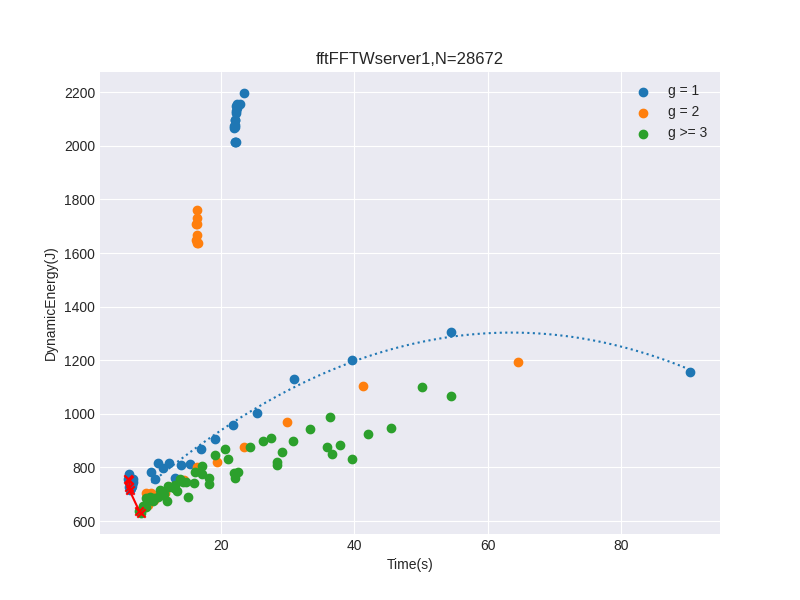 fftFFTWserver1,N=28672
g = 1
g = 2
g >= 3
2200
2000
1800
1600
1400
1200
1000
800
600
DynamicEnergy(J)
20 40 60 80
Time(s)